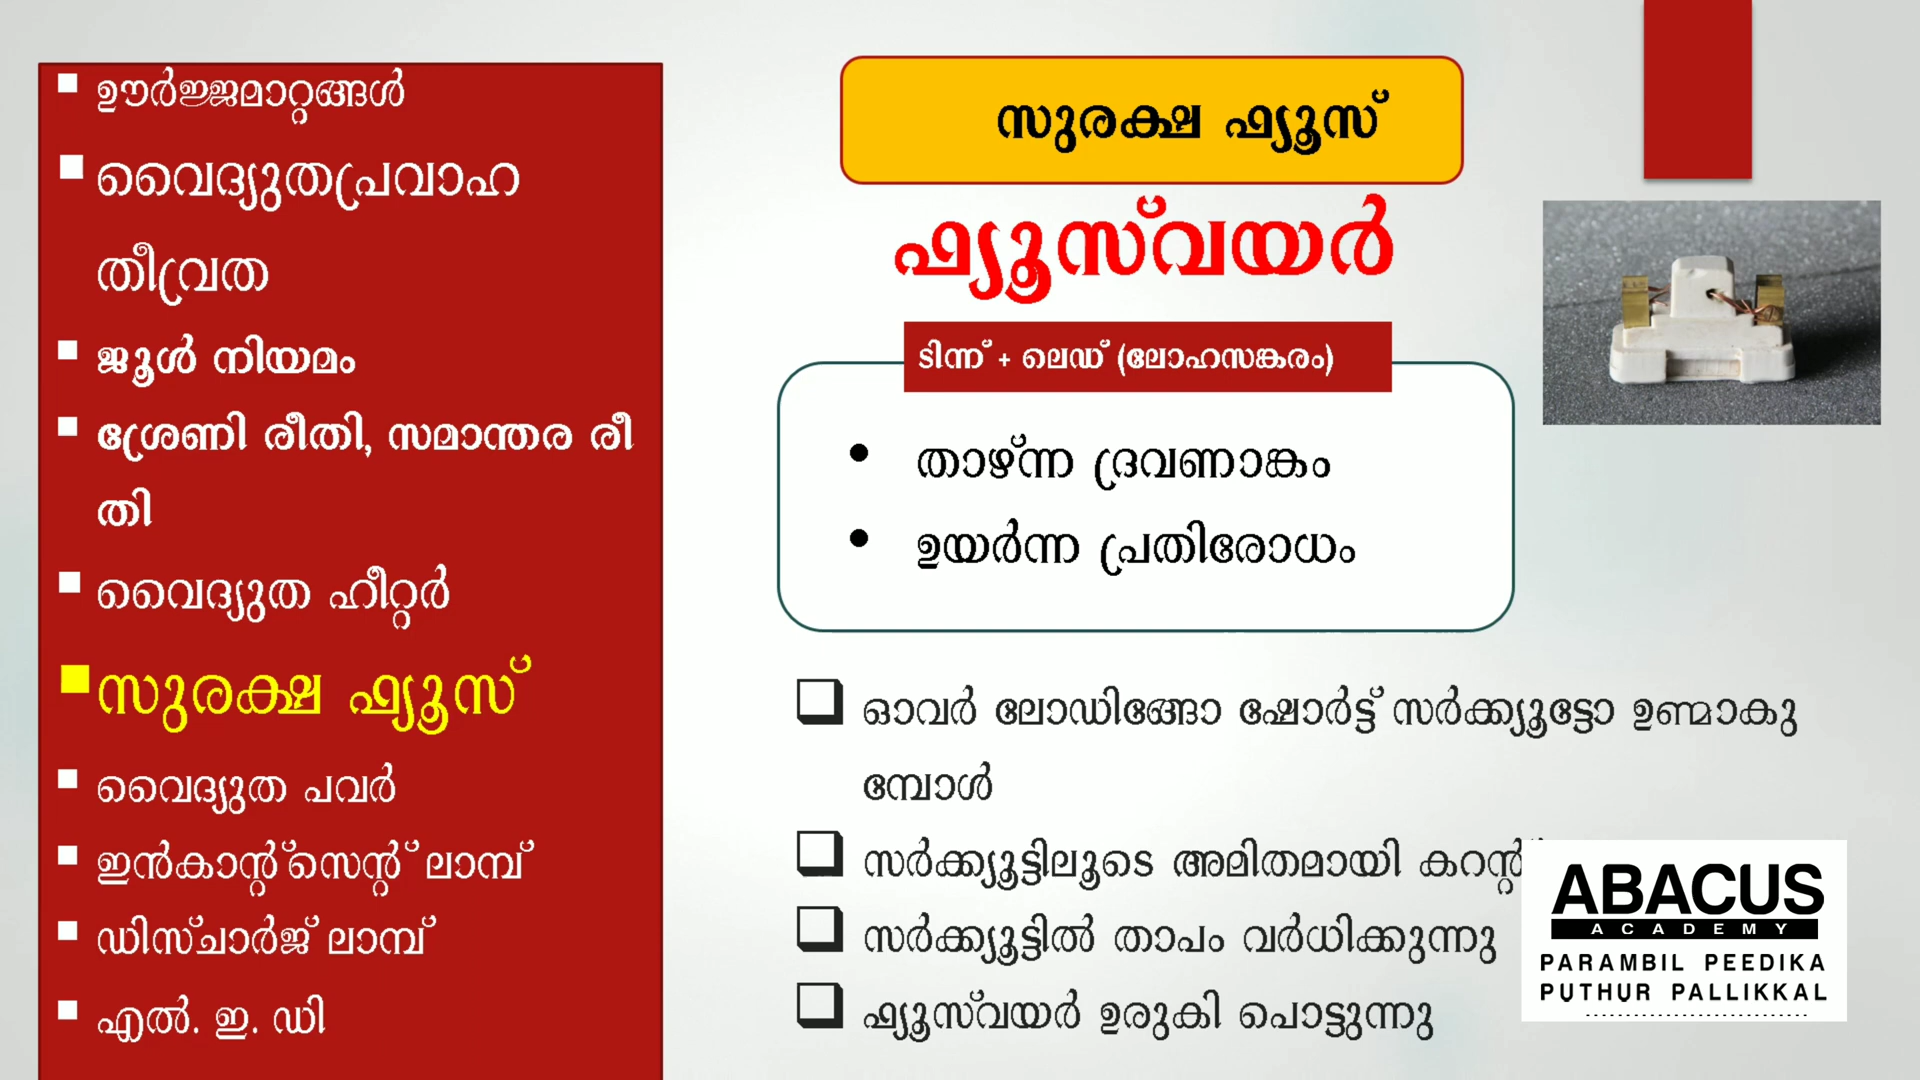 ഊർജ്ജമാറ്റങ്ങൾ
വൈദ്യുതപ്രവാഹ
തീവ്രത
ജൂൾ നിയമം
ശ്രേണി രീതി, സമാന്തര രീ
തി
വൈദ്യുത ഹീറ്റർ
സുരക്ഷ ഫ്യൂസ്
വൈദ്യുത പവർ
ഇൻകാന്റ്സെന്റ് ലാമ്പ്
ഡിസ്ചാർജ് ലാമ്പ്
എൽ. ഇ. ഡി
സുരക്ഷ ഫ്യൂസ്
ഫ്യൂസ്‌വയർ
ടിന്ന് + ലെഡ് (ലോഹസങ്കരം)
താഴ്ന്ന ദ്രവണാങ്കം
ഉയർന്ന പ്രതിരോധം
ഓവർ ലോഡിങ്ങോ ഷോർട്ട് സർക്ക്യൂട്ടോ ഉണ്മാകു
മ്പോൾ
സർക്ക്യൂട്ടിലൂടെ അമിതമായി കറന്റ്
സർക്ക്യൂട്ടിൽ താപം വർധിക്കുന്നു
ഫ്യൂസ്‌വയർ ഉരുകി പൊട്ടുന്നു
ABACUS
ACADEMY
PARAMBIL PEEDIKA
PUTHUR PALLIKKAL